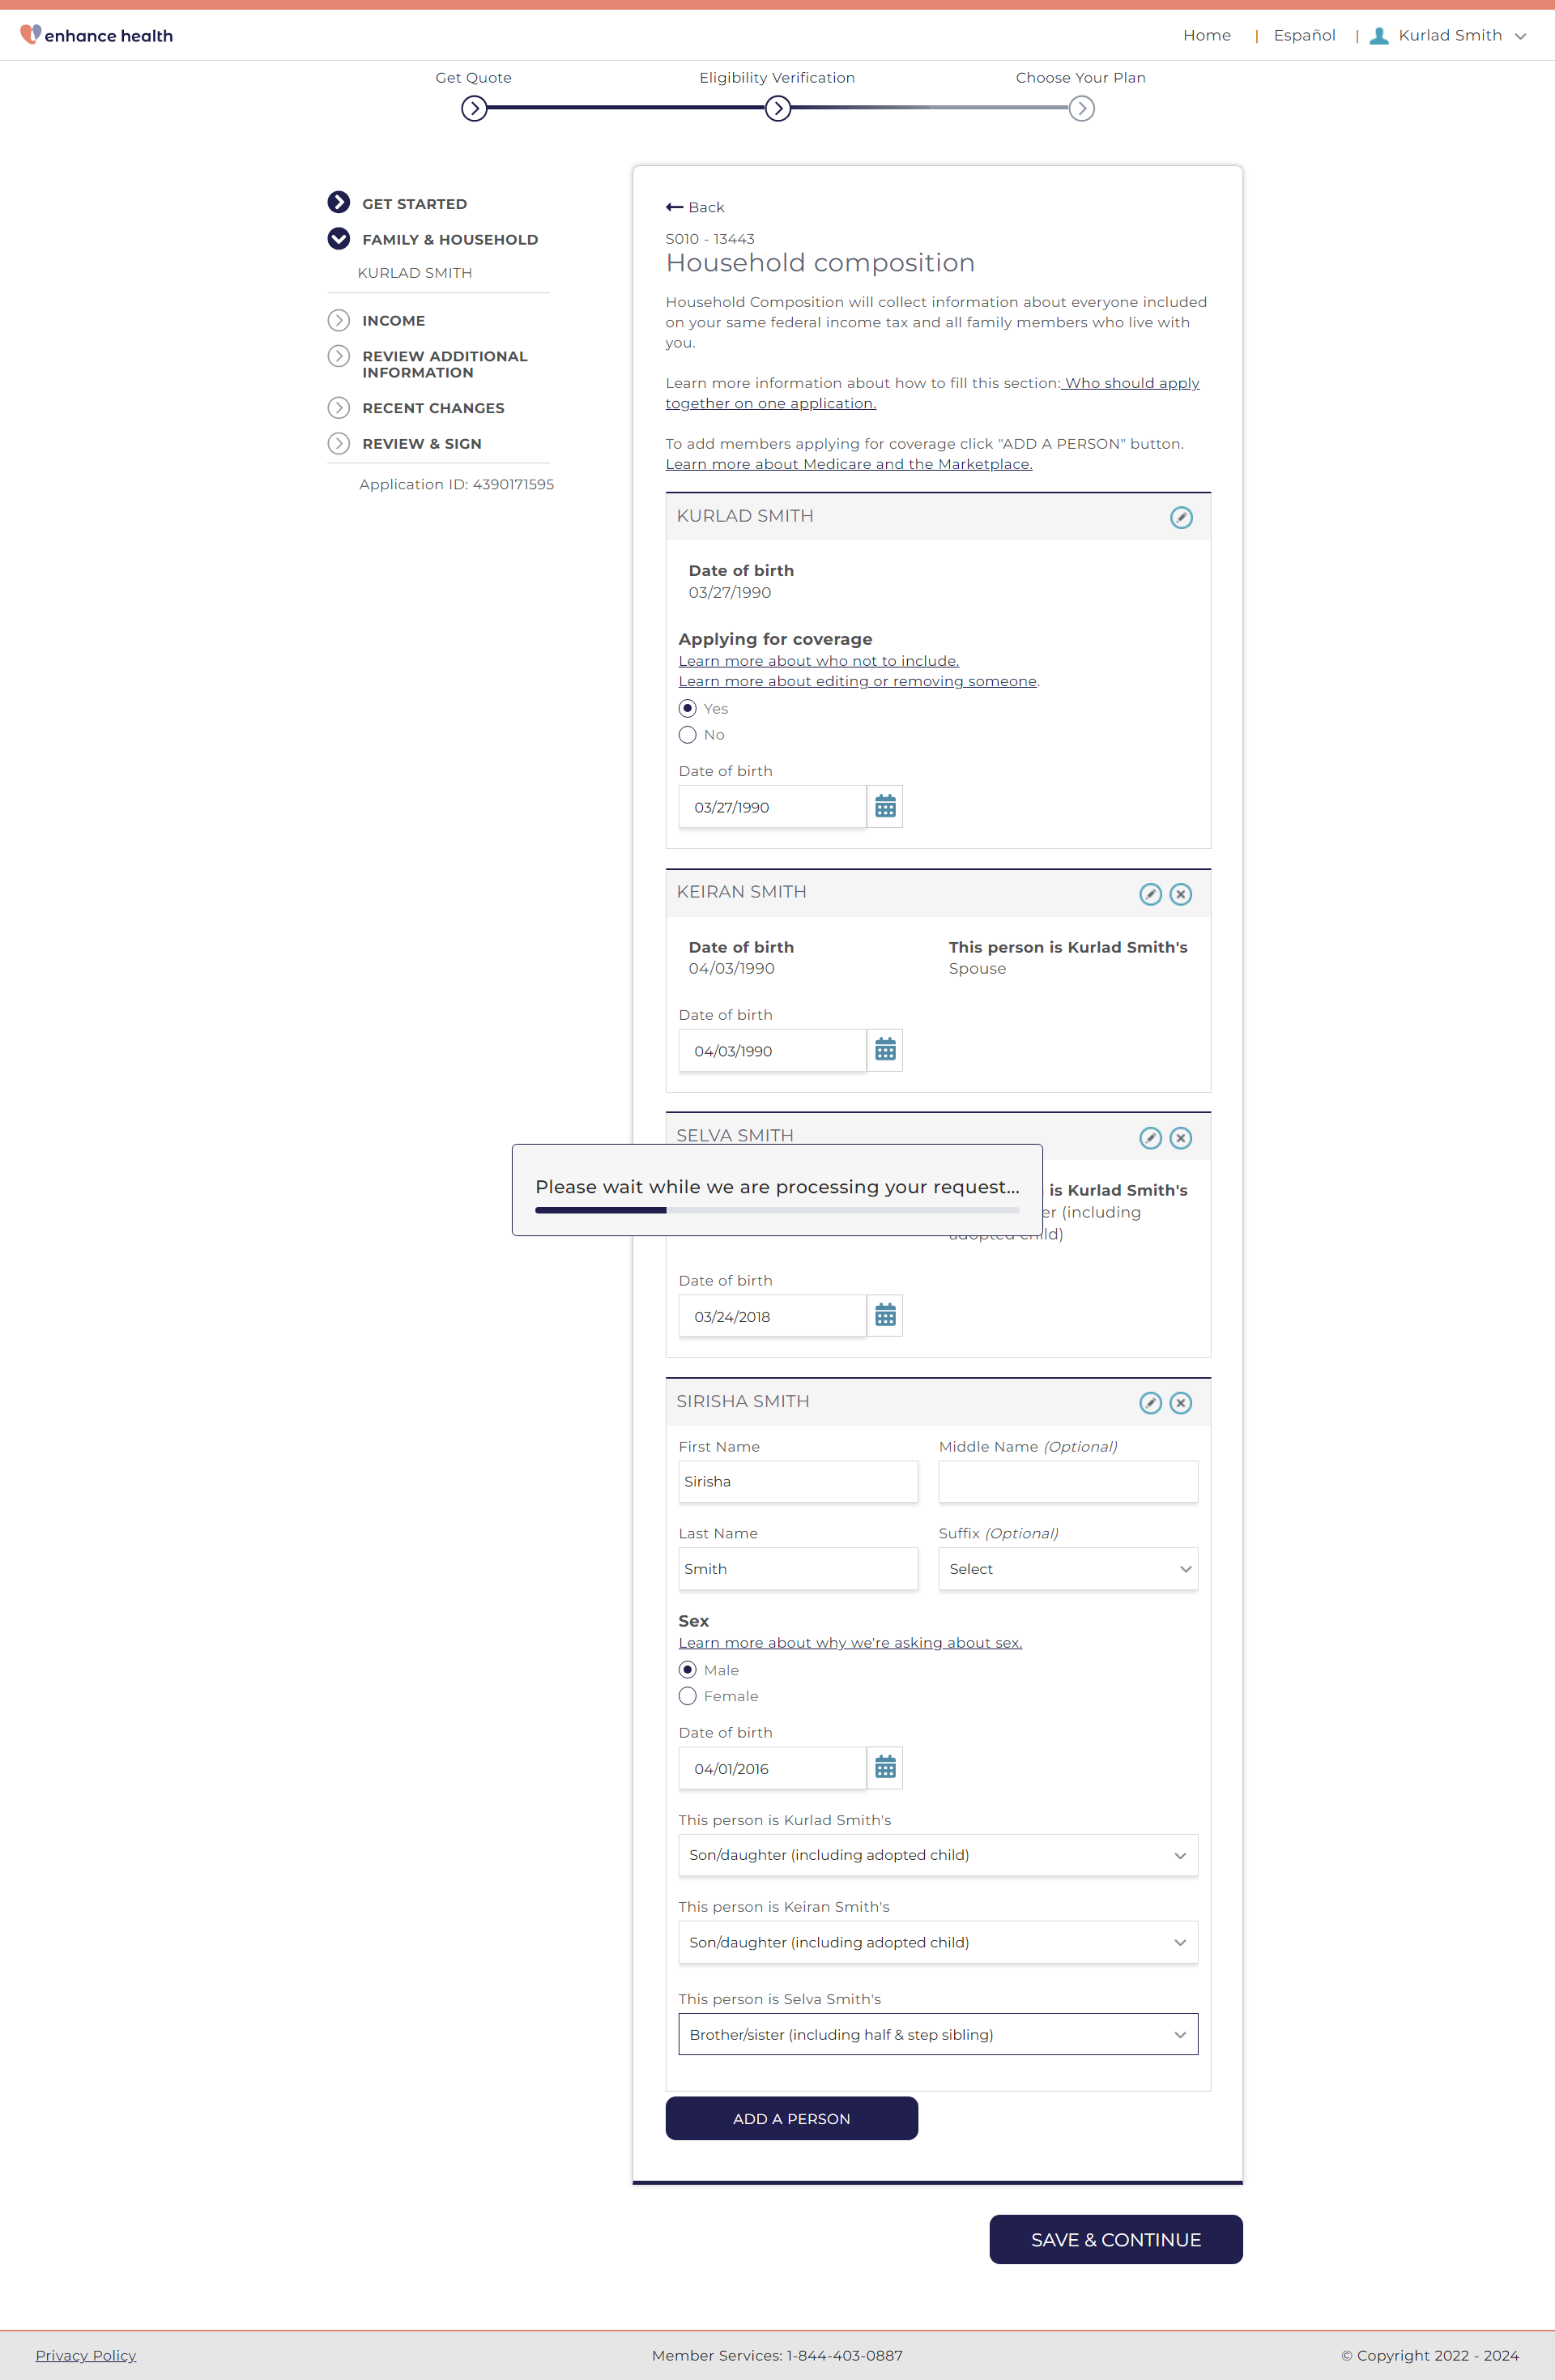 enhance health
Home | Español | Kurlad Smith
Get Quote
Eligibility Verification
Choose Your Plan
GET STARTED
FAMILY & HOUSEHOLD
KURLAD SMITH
INCOME
REVIEW ADDITIONAL
INFORMATION
RECENT CHANGES
REVIEW & SIGN
Application ID: 4390171595
Back
S010 - 13443
Household composition
Household Composition will collect information about everyone included
on your same federal income tax and all family members who live with
you.
Learn more information about how to fill this section: Who should apply
together on one application.
To add members applying for coverage click "ADD A PERSON" button.
Learn more about Medicare and the Marketplace.
KURLAD SMITH
Date of birth
03/27/1990
Applying for coverage
Learn more about who not to include.
Learn more about editing or removing someone.
Yes
No
Date of birth
03/27/1990
KEIRAN SMITH
Date of birth
04/03/1990
This person is Kurlad Smith's
Spouse
Date of birth
04/03/1990
SELVA SMITH
Please wait while we are processing your request...
is Kurlad Smith's
er (including
adopted child)
Date of birth
03/24/2018
SIRISHA SMITH
First Name
Sirisha
Middle Name (Optional)
Last Name
Smith
Suffix (Optional)
Select
Sex
Learn more about why we're asking about sex.
Male
Female
Date of birth
04/01/2016
This person is Kurlad Smith's
Son/daughter (including adopted child)
This person is Keiran Smith's
Son/daughter (including adopted child)
This person is Selva Smith's
Brother/sister (including half & step sibling)
ADD A PERSON
SAVE & CONTINUE
Privacy Policy
Member Services: 1-844-403-0887
© Copyright 2022 - 2024